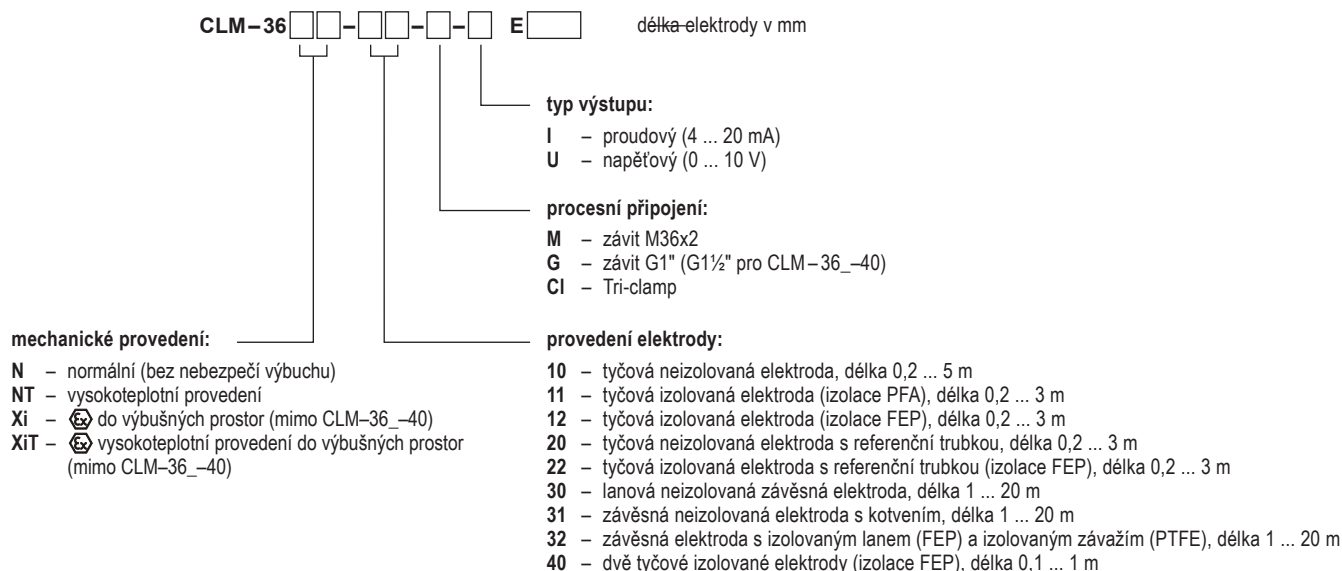 CLM–36 – – – E délka elektrody v mm
typ výstupu:
I – proudový (4 ... 20 mA)
U – napěťový (0 ... 10 V)
procesní připojení:
M – závit M36x2
G – závit G1" (G1½" pro CLM–36_–40)
Cl – Tri-clamp
mechanické provedení:
N – normální (bez nebezpečí výbuchu)
NT – vysokoteplotní provedení
Xi – Ex do výbušných prostor (mimo CLM–36_–40)
XiT – Ex vysokoteplotní provedení do výbušných prostor
(mimo CLM–36_–40)
provedení elektrody:
10 – tyčová neizolovaná elektroda, délka 0,2 ... 5 m
11 – tyčová izolovaná elektroda (izolace PFA), délka 0,2 ... 3 m
12 – tyčová izolovaná elektroda (izolace FEP), délka 0,2 ... 3 m
20 – tyčová neizolovaná elektroda s referenční trubkou, délka 0,2 ... 3 m
22 – tyčová izolovaná elektroda s referenční trubkou (izolace FEP), délka 0,2 ... 3 m
30 – lanová neizolovaná závěsná elektroda, délka 1 ... 20 m
31 – závěsná neizolovaná elektroda s kotvením, délka 1 ... 20 m
32 – závěsná elektroda s izolovaným lanem (FEP) a izolovaným závažím (PTFE), délka 1 ... 20 m
40 – dvě tyčové izolované elektrody (izolace FEP), délka 0,1 ... 1 m